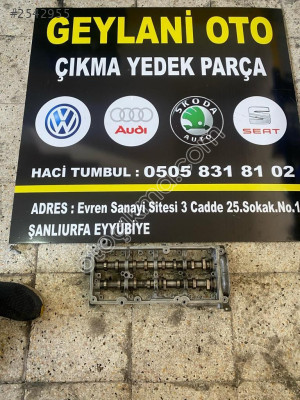 #2542955
GEYLANİ OTO
ÇIKMA YEDEK PARÇA
Audi
ŠKODA
AUTO
SEAT
HACİ TUMBUL : 0505 831 81 02
ADRES : Evren Sanayi Sitesi 3 Cadde 25.Sokak.No.1
ŞANLIURFA EYYÜBİYE